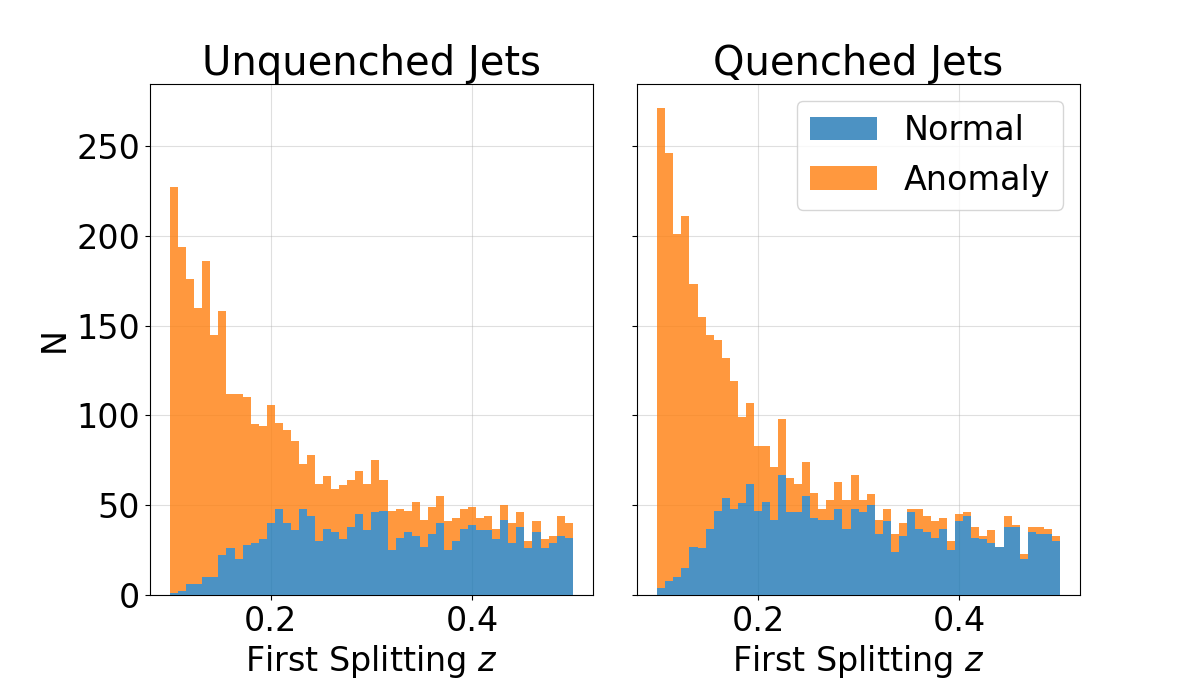 Unquenched Jets
Quenched Jets
Normal
Anomaly
N
250
200
150
100
50
0
0.2
0.4
0.2
0.4
First Splitting z
First Splitting z